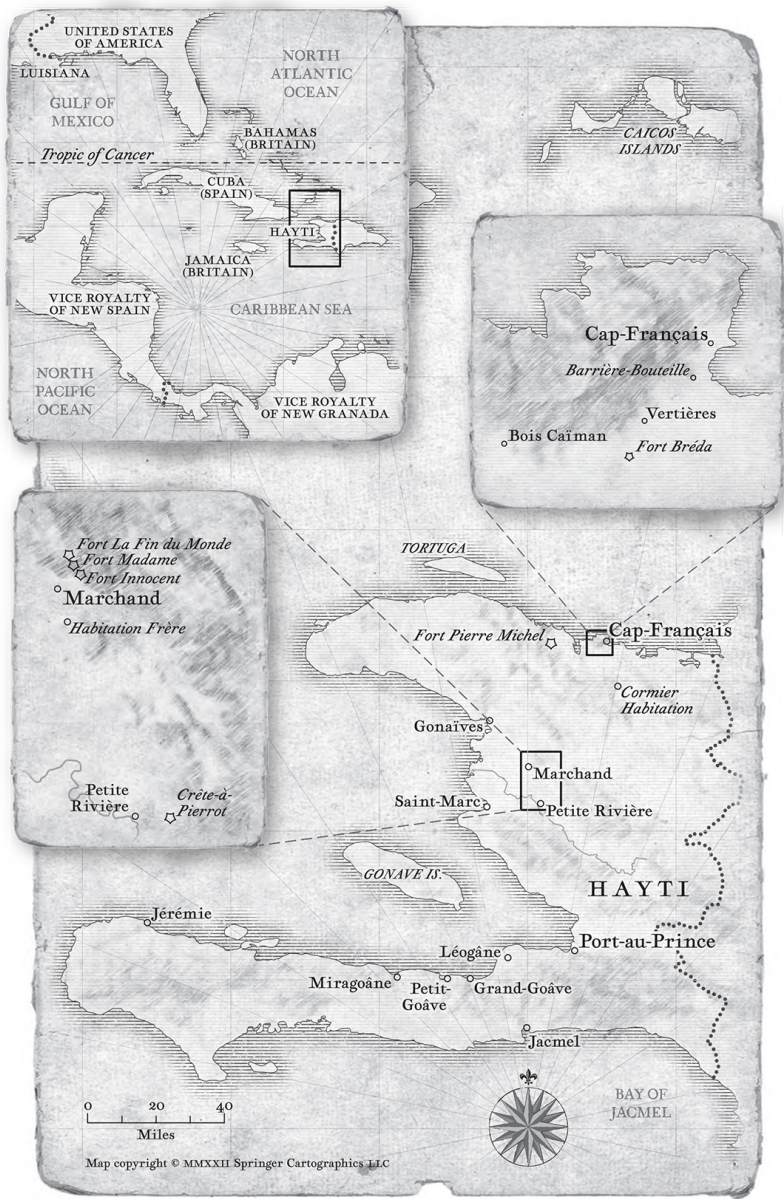 UNITED STATES
OF AMERICA
LUISIANA
NORTH
ATLANTIC
OCEAN
GULF OF
MEXICO
BAHAMAS
(BRITAIN)
Tropic of Cancer
CUBA
(SPAIN)
HAYTI
JAMAICA
(BRITAIN)
VICE ROYALTY
OF NEW SPAIN
CARIBBEAN SEA
NORTH
PACIFIC
OCEAN
VICE ROYALTY
OF NEW GRANADA
CAICOS
ISLANDS
Cap-Français
Barrière-Bouteille
Vertières
Bois Caïman
Fort Bréda
Fort La Fin du Monde
Fort Madame
Fort Innocent
Marchand
Habitation Frère
Petite
Rivière
Crête-à-
Pierrot
TORTUGA
Fort Pierre Michel
Cap-Français
Cormier
Habitation
Gonaïves
Marchand
Saint-Marc
Petite Rivière
GONAVE IS.
HAYTI
Jérémie
Port-au-Prince
Léogâne
Miragoâne
Petit-
Goâve
Grand-Goâve
Jacmel
BAY OF
JACMEL
0 20 40
Miles
Map copyright © MMXXII Springer Cartographics LLC